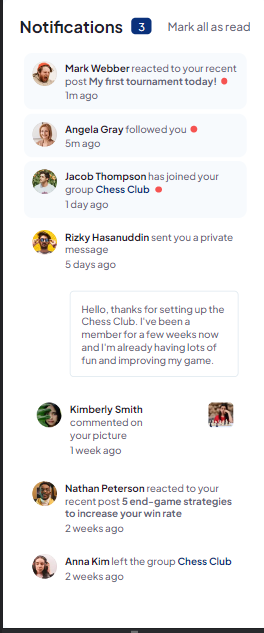 Notifications 3 Mark all as read
Mark Webber reacted to your recent
post My first tournament today!
1m ago
Angela Gray followed you
5m ago
Jacob Thompson has joined your
group Chess Club
1 day ago
Rizky Hasanuddin sent you a private
message
5 days ago
Hello, thanks for setting up the
Chess Club. I've been a
member for a few weeks now
and I'm already having lots of
fun and improving my game.
Kimberly Smith
commented on
your picture
1 week ago
Nathan Peterson reacted to your
recent post 5 end-game strategies
to increase your win rate
2 weeks ago
Anna Kim left the group Chess Club
2 weeks ago